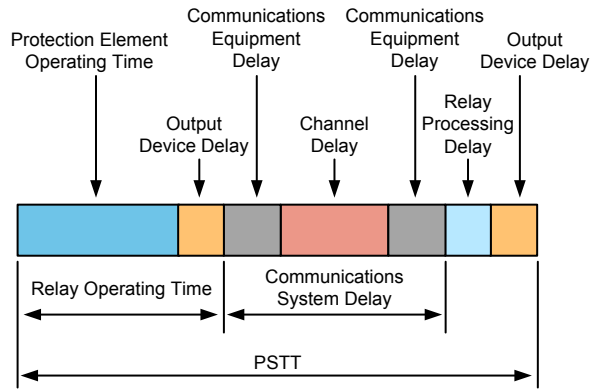 Protection Element
Operating Time
Output
Device Delay
Communications
Equipment
Delay
Channel
Delay
Communications
Equipment
Delay
Relay
Processing
Delay
Output
Device Delay
Relay Operating Time
Communications
System Delay
PSTT